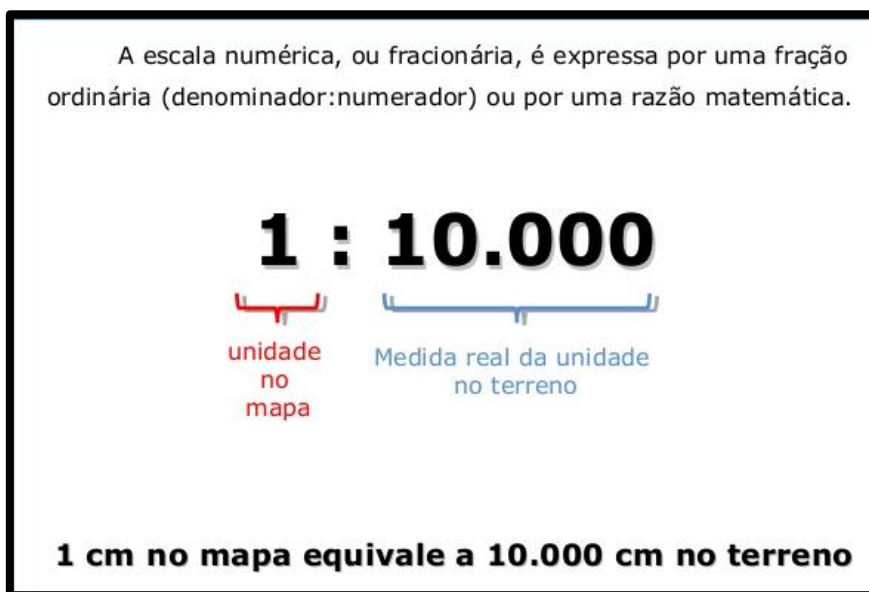 A escala numérica, ou fracionária, é expressa por uma fração
ordinária (denominador:numerador) ou por uma razão matemática.
1 : 10.000
unidade
no
mapa
Medida real da unidade
no terreno
1 cm no mapa equivale a 10.000 cm no terreno